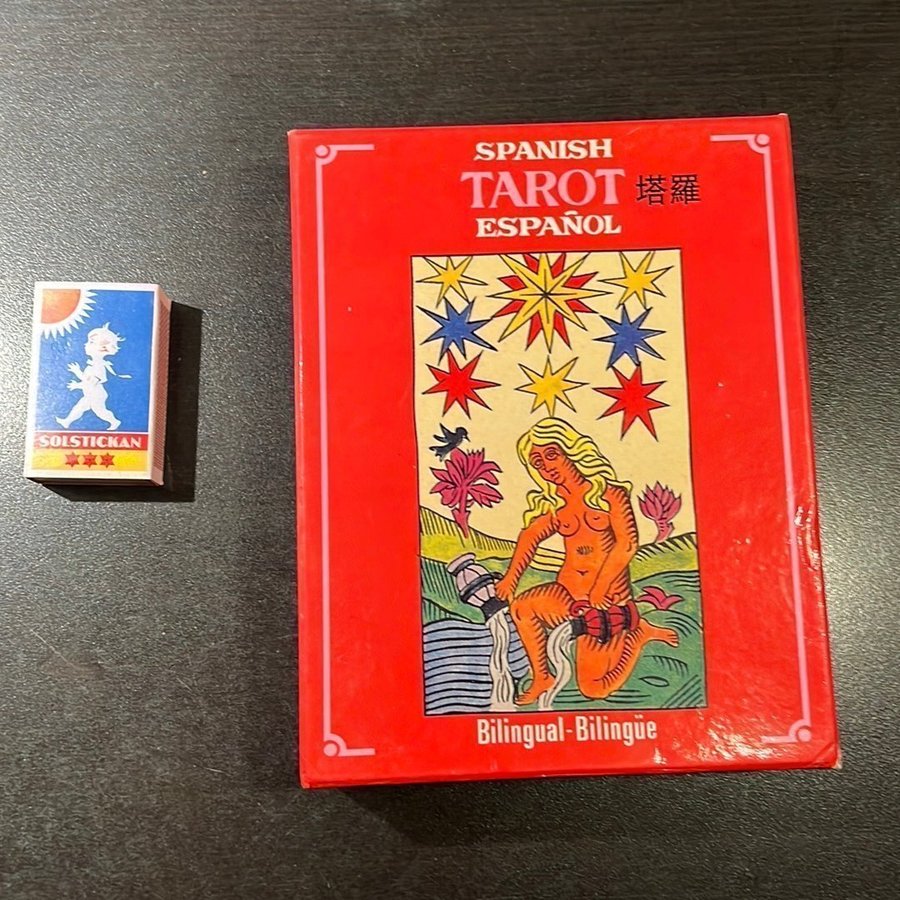 SPANISH
TAROT 塔羅
ESPAÑOL
SOLSTICKAN
Bilingual-Bilingüe